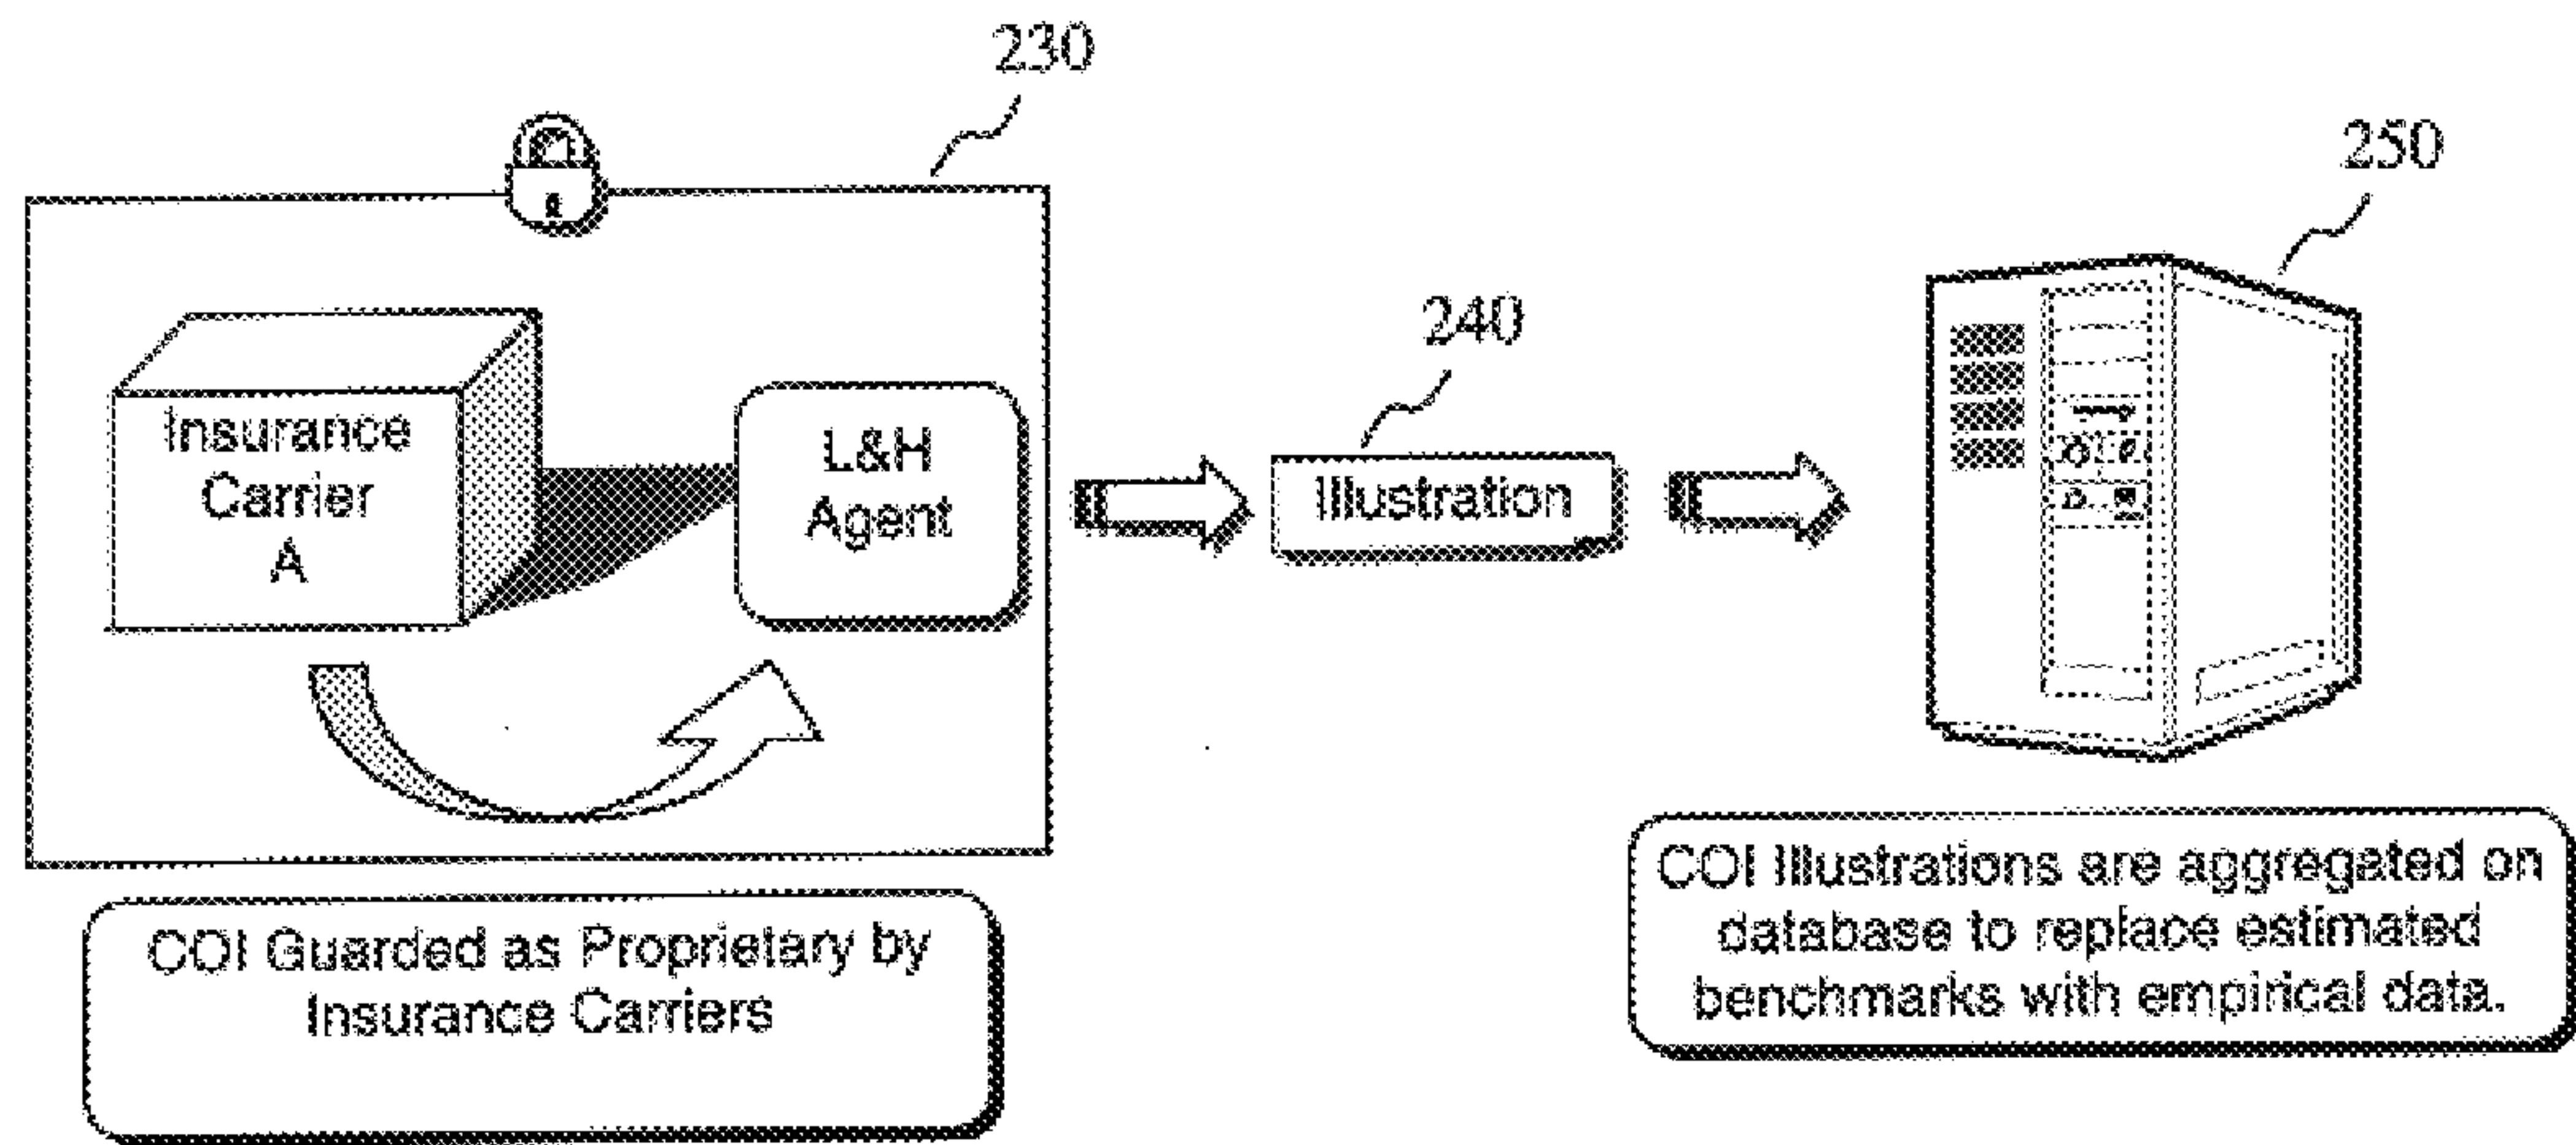 230
250
240
Insurance
Carrier
A
L&H
Agent
Illustration
COI Guarded as Proprietary by
Insurance Carriers
COI Illustrations are aggregated on
database to replace estimated
benchmarks with empirical data.